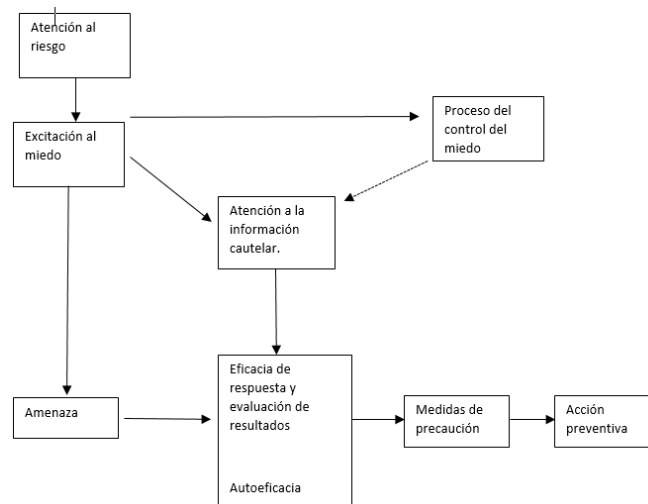 Atención al
riesgo
Excitación al
miedo
Proceso del
control del
miedo
Atención a la
información
cautelar.
Amenaza
Eficacia de
respuesta y
evaluación de
resultados
Autoeficacia
Medidas de
precaución
Acción
preventiva